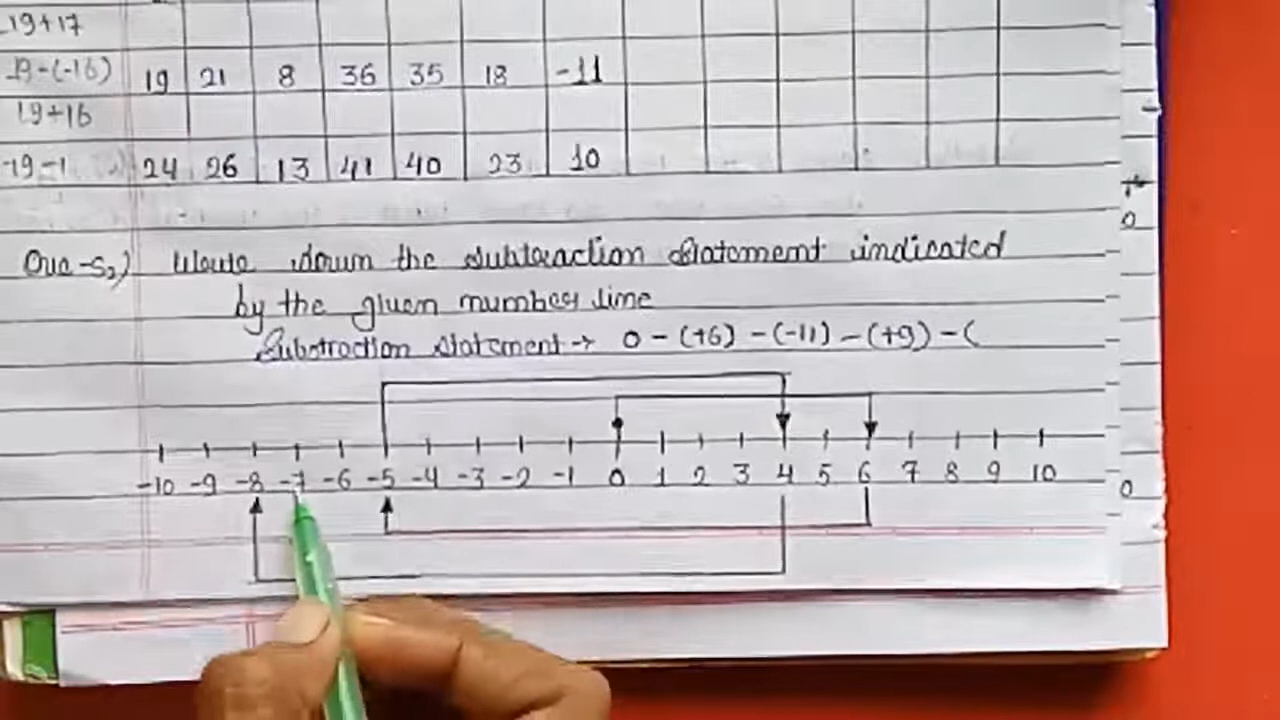 19+17
19-(-16) 19 21 8 36 35 18 -11
19+16
-19-1 24 26 13 41 40 23 10
Que-S2) Write down the subtraction statement indicated
by the given number line
Subtraction statement→ 0-(+6)-(-11)-(+9)-(
-10 -9 -8 -7 -6 -5 -4 -3 -2 -1 0 1 2 3 4 5 6 7 8 9 10
0
0